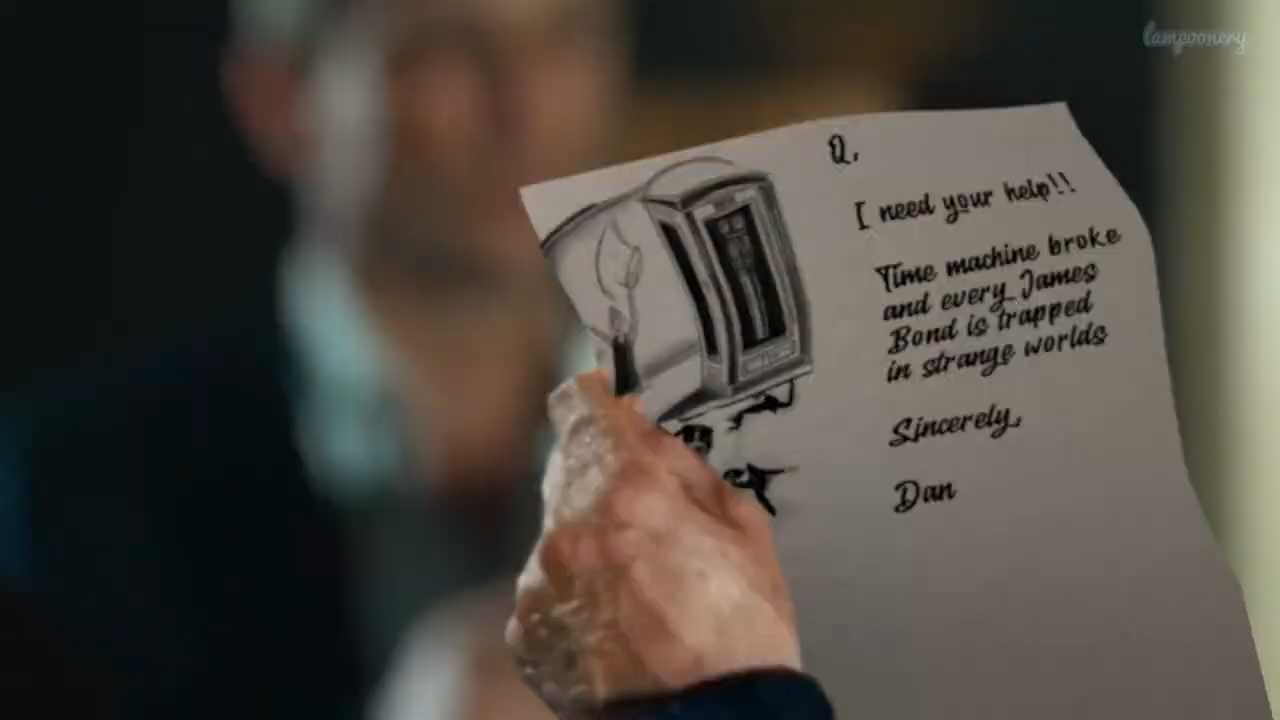 lampoonery
Q,
I need your help!!
Time machine broke
and every James
Bond is trapped
in strange worlds
Sincerely,
Dan